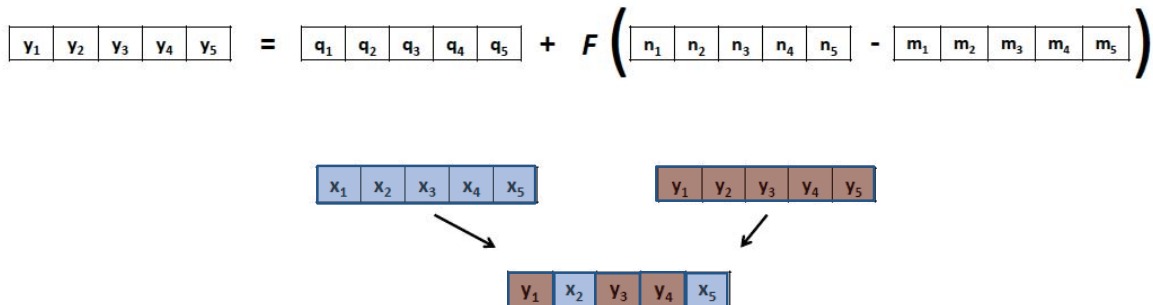 y₁ y₂ y₃ y₄ y₅ = q₁ q₂ q₃ q₄ q₅ + F ( n₁ n₂ n₃ n₄ n₅ - m₁ m₂ m₃ m₄ m₅ )
x₁ x₂ x₃ x₄ x₅ y₁ y₂ y₃ y₄ y₅
y₁ x₂ y₃ y₄ x₅